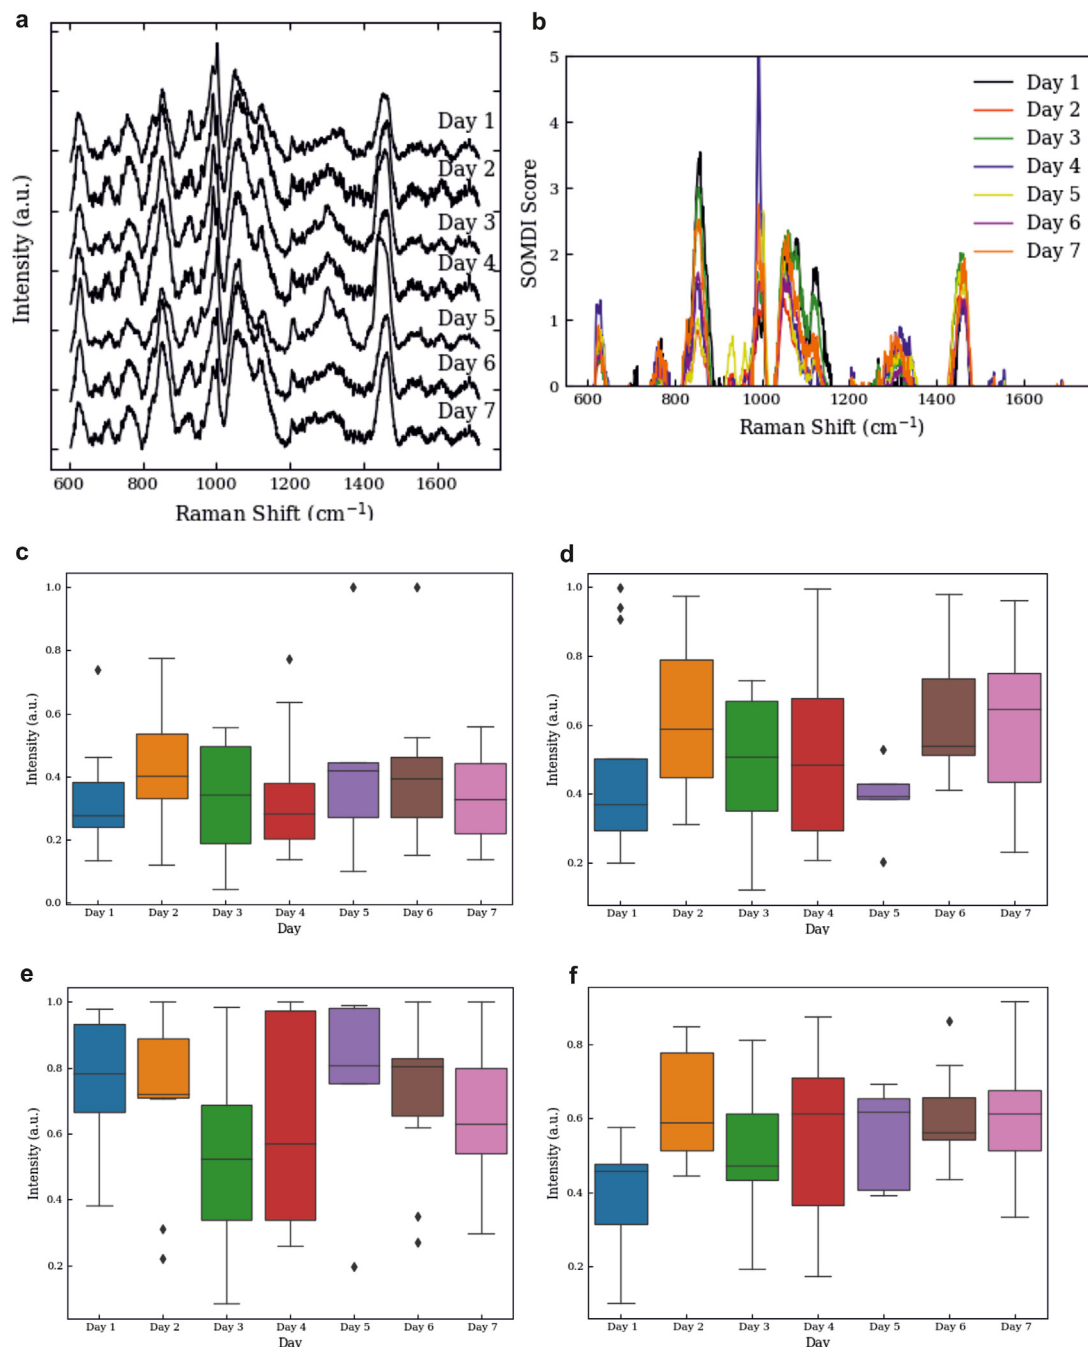 a
Intensity (a.u.)
Day 1
Day 2
Day 3
Day 4
Day 5
Day 6
Day 7
600 800 1000 1200 1400 1600
Raman Shift (cm⁻¹)
b
SOMDI Score
5
4
3
2
1
0
Day 1
Day 2
Day 3
Day 4
Day 5
Day 6
Day 7
600 800 1000 1200 1400 1600
Raman Shift (cm⁻¹)
c
Intensity (a.u.)
1.0
0.8
0.6
0.4
0.2
0.0
Day 1 Day 2 Day 3 Day 4 Day 5 Day 6 Day 7
Day
d
Intensity (a.u.)
1.0
0.8
0.6
0.4
0.2
Day 1 Day 2 Day 3 Day 4 Day 5 Day 6 Day 7
Day
e
Intensity (a.u.)
1.0
0.8
0.6
0.4
0.2
Day 1 Day 2 Day 3 Day 4 Day 5 Day 6 Day 7
Day
f
Intensity (a.u.)
0.8
0.6
0.4
0.2
Day 1 Day 2 Day 3 Day 4 Day 5 Day 6 Day 7
Day